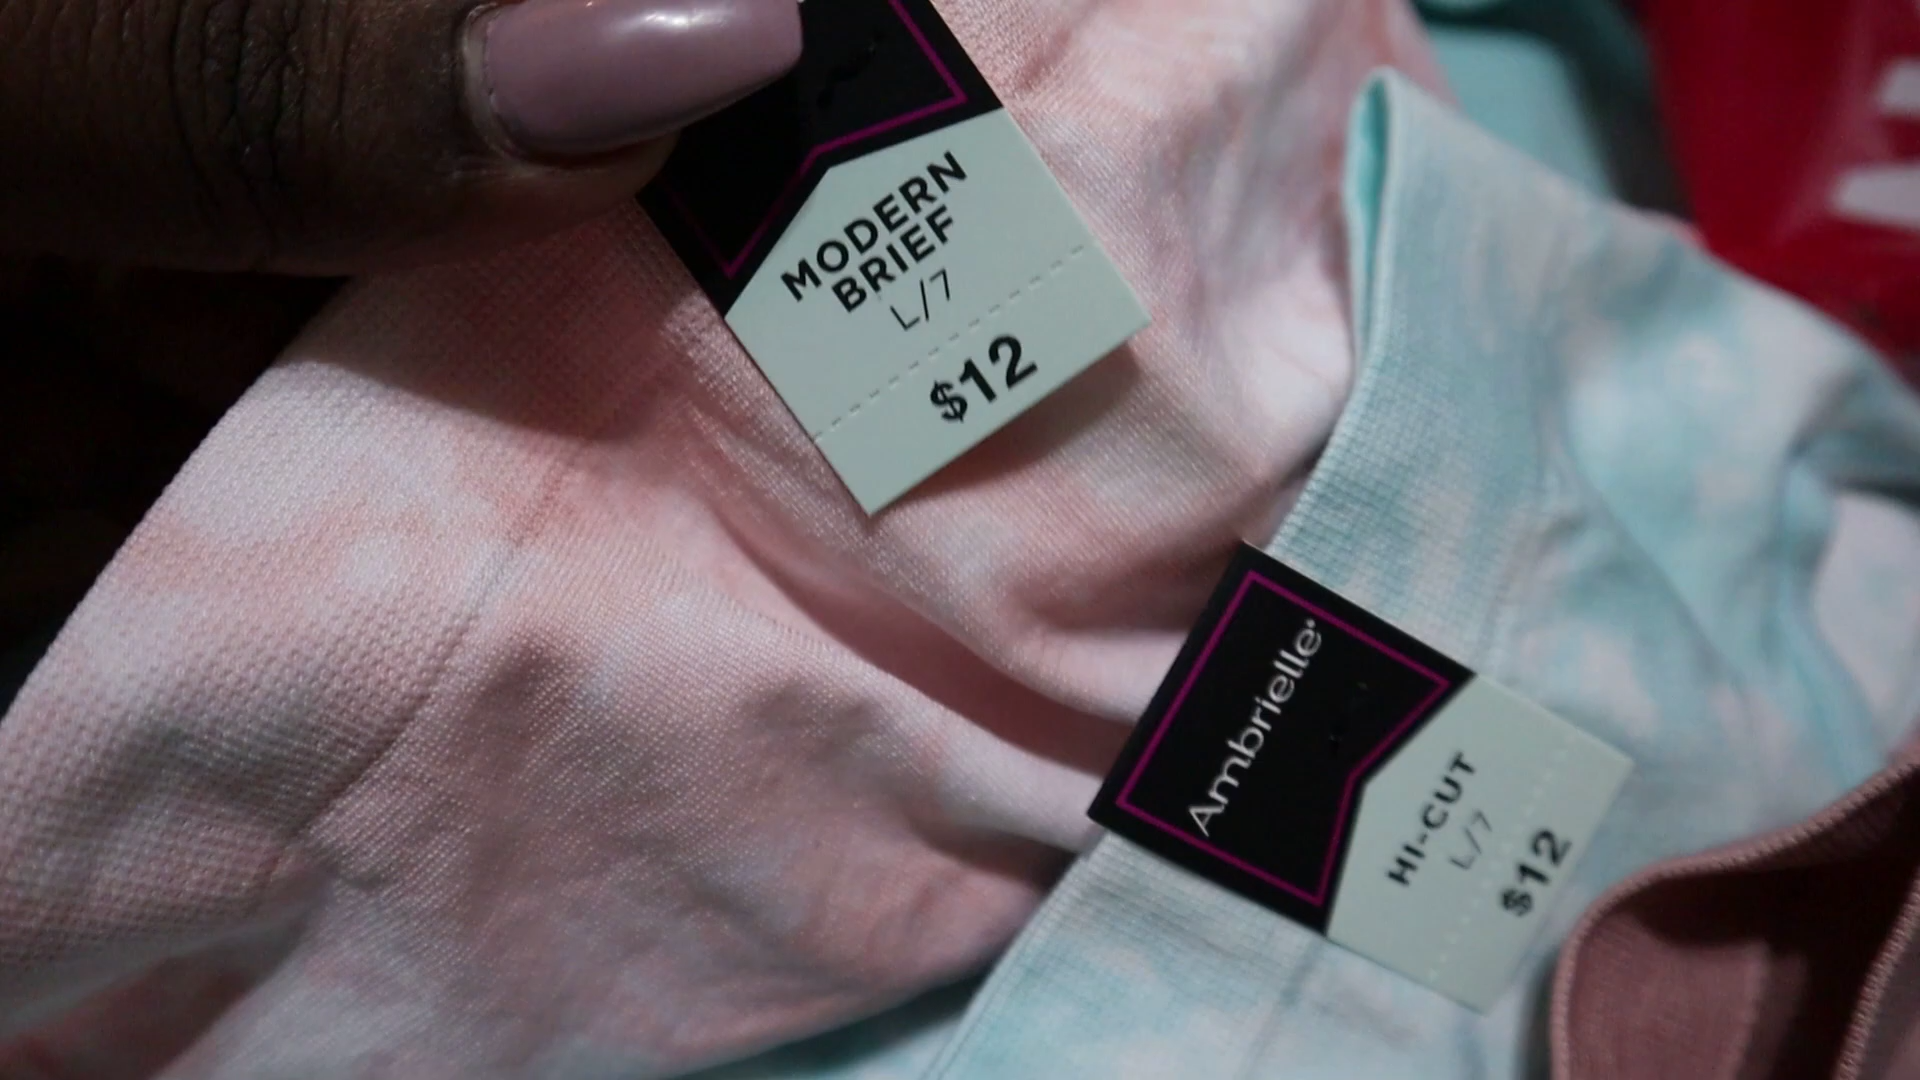 MODERN
BRIEF
L/7
$12
Ambrielle
HI-CUT
L/7
$12